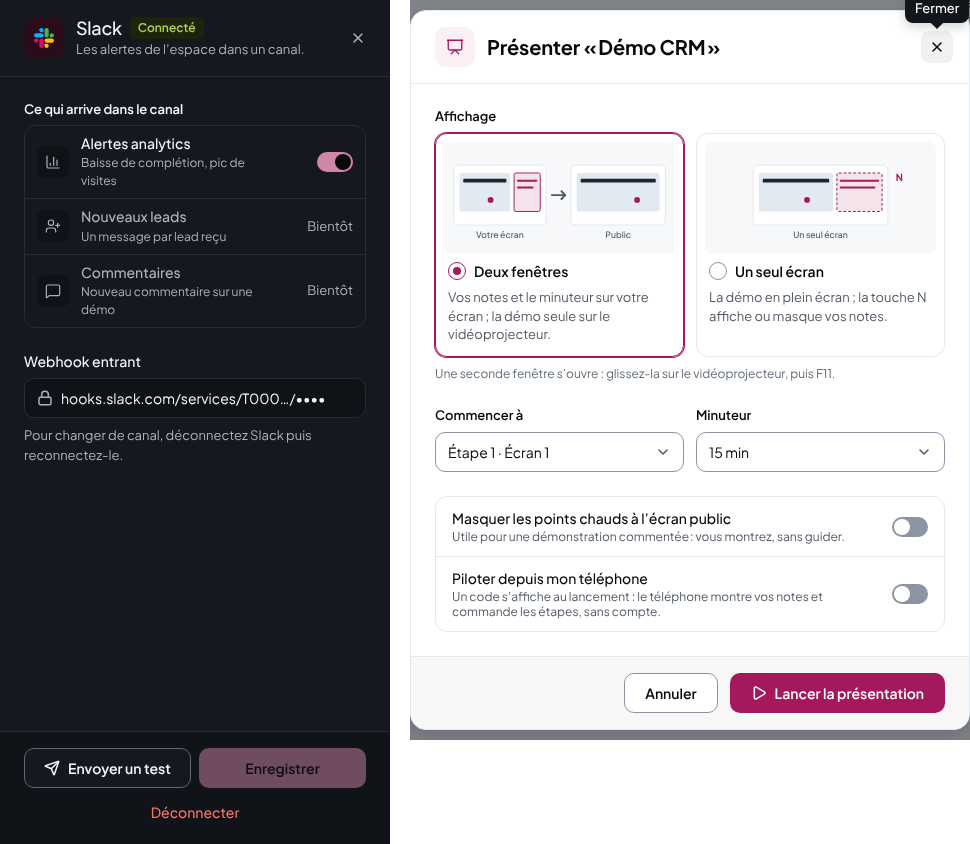 Slack Connecté
Les alertes de l'espace dans un canal.
Ce qui arrive dans le canal
Alertes analytics
Baisse de complétion, pic de
visites
Nouveaux leads
Un message par lead reçu
Bientôt
Commentaires
Nouveau commentaire sur une
démo
Bientôt
Webhook entrant
hooks.slack.com/services/T000…/••••
Pour changer de canal, déconnectez Slack puis
reconnectez-le.
Envoyer un test
Enregistrer
Déconnecter
Fermer
Présenter «Démo CRM»
Affichage
Votre écran
Public
Deux fenêtres
Vos notes et le minuteur sur votre
écran ; la démo seule sur le
vidéoprojecteur.
N
Un seul écran
Un seul écran
La démo en plein écran ; la touche N
affiche ou masque vos notes.
Une seconde fenêtre s'ouvre : glissez-la sur le vidéoprojecteur, puis F11.
Commencer à
Étape 1 · Écran 1
Minuteur
15 min
Masquer les points chauds à l'écran public
Utile pour une démonstration commentée : vous montrez, sans guider.
Piloter depuis mon téléphone
Un code s'affiche au lancement : le téléphone montre vos notes et
commande les étapes, sans compte.
Annuler
Lancer la présentation